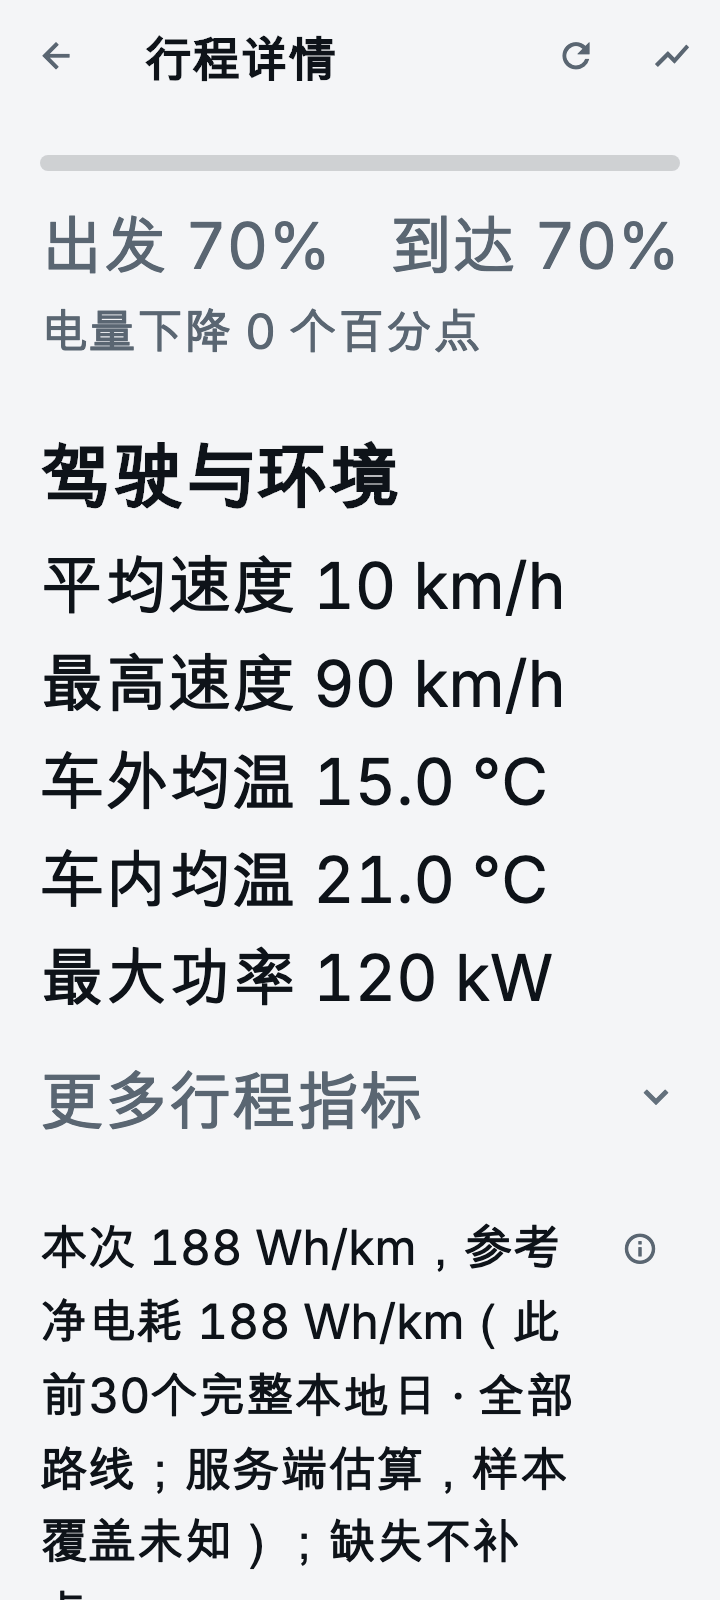 行程详情
出发 70% 到达 70%
电量下降 0 个百分点
驾驶与环境
平均速度 10 km/h
最高速度 90 km/h
车外均温 15.0 °C
车内均温 21.0 °C
最大功率 120 kW
更多行程指标
本次 188 Wh/km，参考
净电耗 188 Wh/km（此
前30个完整本地日 · 全部
路线；服务端估算，样本
覆盖未知）；缺失不补